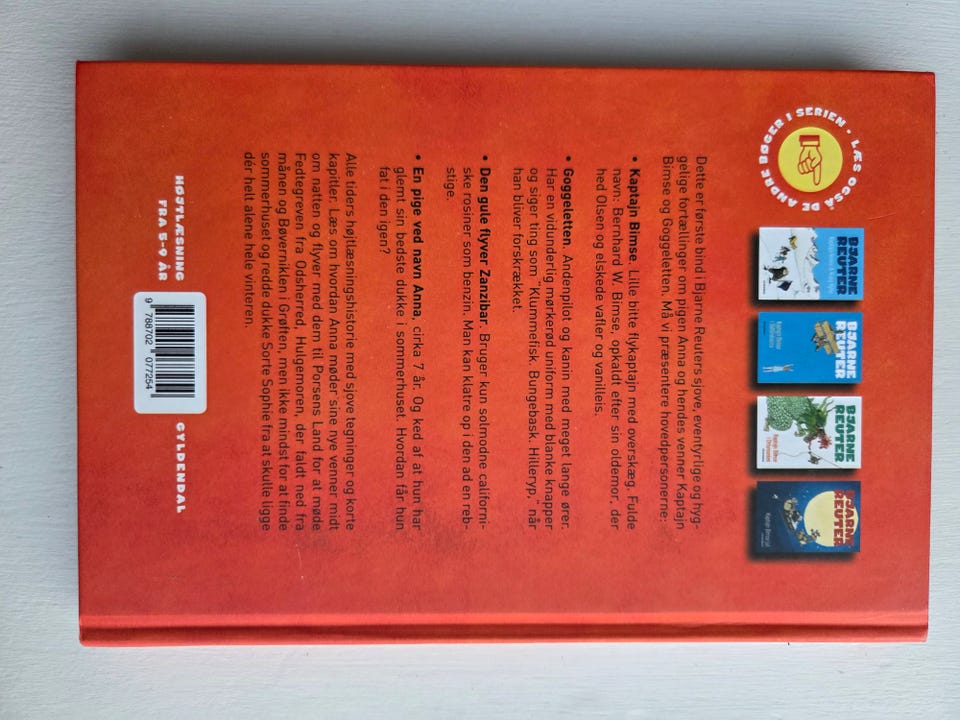 LÆS OGSÅ DE ANDRE BØGER I SERIEN •
BJARNE
REUTER
BJARNE
REUTER
BJARNE
REUTER
BJARNE
REUTER
Dette er første bind i Bjarne Reuters sjove, eventyrlige og hyg-
gelige fortællinger om pigen Anna og hendes venner Kaptajn
Bimse og Goggeletten. Må vi præsentere hovedpersonerne:
• Kaptajn Bimse. Lille bitte flykaptajn med overskæg. Fulde
navn: Bernhard W. Bimse, opkaldt efter sin oldemor, der
hed Olsen og elskede vafler og vanilleis.
• Goggeletten. Andenpilot og kanin med meget lange ører.
Har en vidunderlig mørkerød uniform med blanke knapper
og siger ting som "Klummefisk. Bungebask. Hilleryp," når
han bliver forskrækket.
• Den gule flyver Zanzibar. Bruger kun solmodne californi-
ske rosiner som benzin. Man kan klatre op i den ad en reb-
stige.
• En pige ved navn Anna, cirka 7 år. Og ked af at hun har
glemt sin bedste dukke i sommerhuset. Hvordan får hun
fat i den igen?
Alle tiders højtlæsningshistorie med sjove tegninger og korte
kapitler. Læs om hvordan Anna møder sine nye venner midt
om natten og flyver med dem til Porsens Land for at møde
Fedtegreven fra Odsherred, Hulgemoren, der faldt ned fra
månen og Bøvernilken i Grøften, men ikke mindst for at finde
sommerhuset og redde dukke Sorte Sophie fra at skulle ligge
dér helt alene hele vinteren.
HØJTLÆSNING
FRA 5-9 ÅR
9 788702 077254
GYLDENDAL